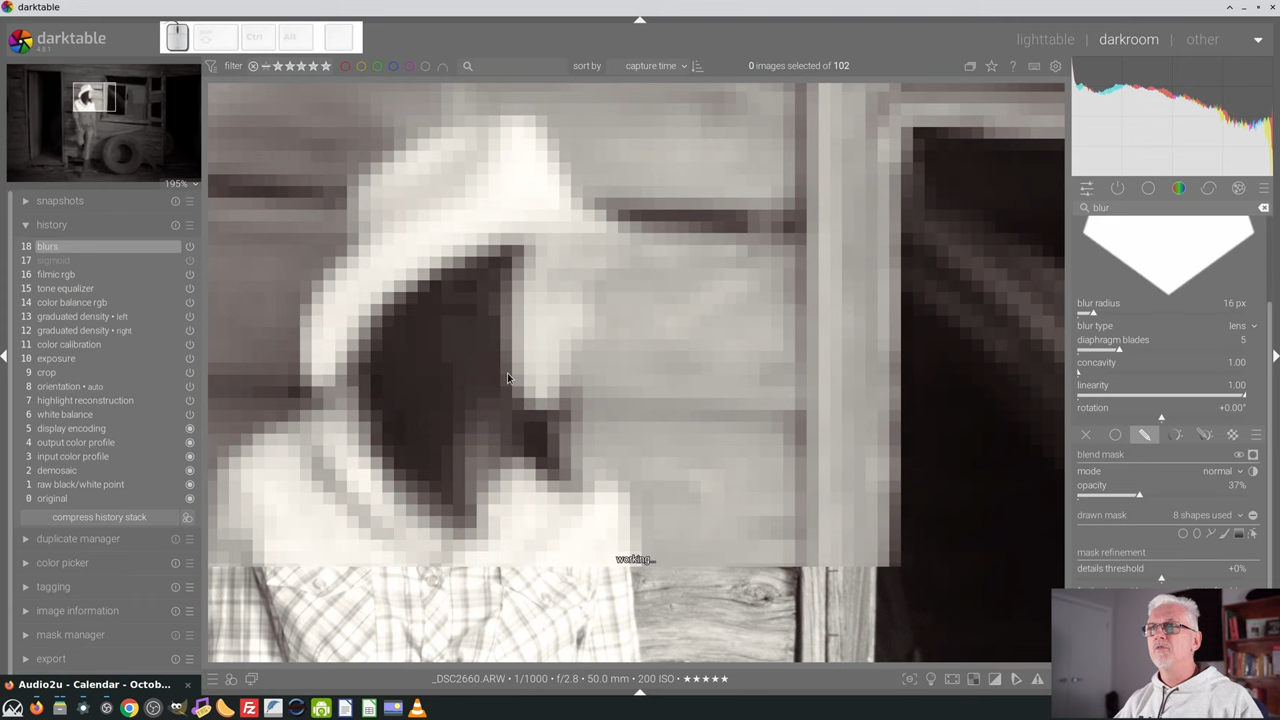 darktable
darktable
4.8.1
Ctrl
Alt
lighttable | darkroom | other
filter
sort by
capture time
0 images selected of 102
195%
snapshots
history
18 blurs
17 sigmoid
16 filmic rgb
15 tone equalizer
14 color balance rgb
13 graduated density • left
12 graduated density • right
11 color calibration
10 exposure
9 crop
8 orientation • auto
7 highlight reconstruction
6 white balance
5 display encoding
4 output color profile
3 input color profile
2 demosaic
1 raw black/white point
0 original
compress history stack
duplicate manager
color picker
tagging
image information
mask manager
export
working...
blur
blur radius 16 px
blur type lens
diaphragm blades 5
concavity 1.00
linearity 1.00
rotation +0.00°
blend mask
mode normal
opacity 37%
drawn mask 8 shapes used
mask refinement
details threshold +0%
_DSC2660.ARW • 1/1000 • f/2.8 • 50.0 mm • 200 ISO • ★★★★★
Audio2u - Calendar - Octob...